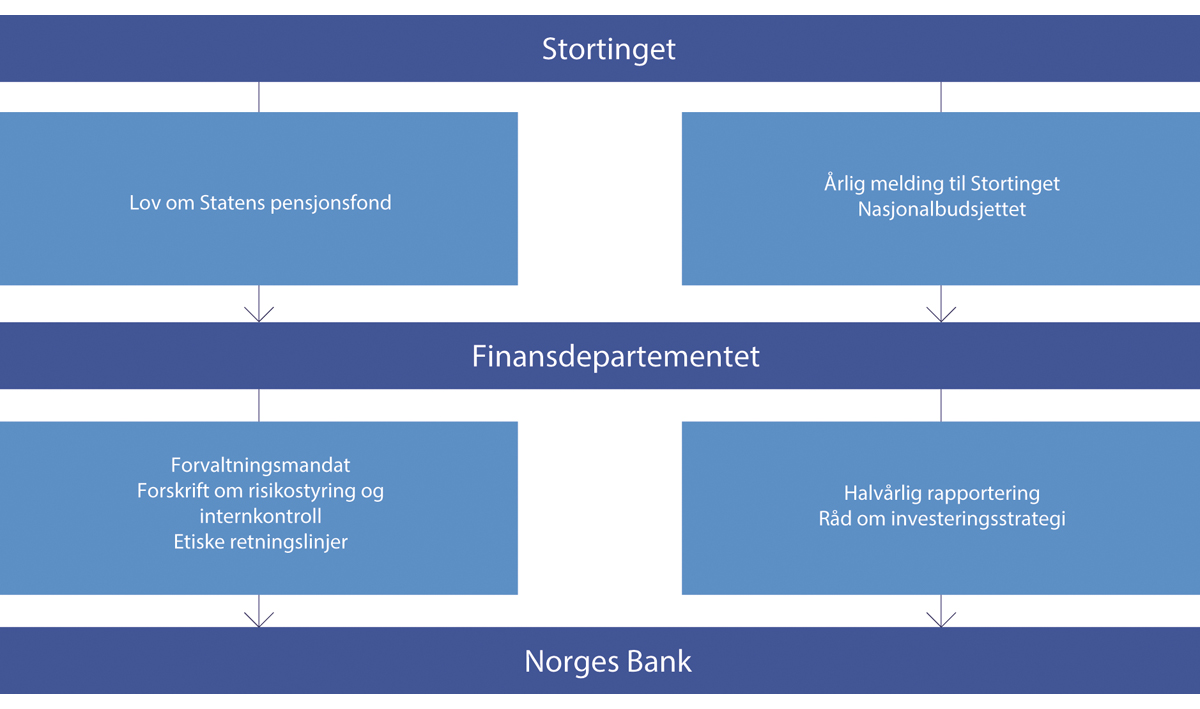 Stortinget
Lov om Statens pensjonsfond
Årlig melding til Stortinget
Nasjonalbudsjettet
Finansdepartementet
Forvaltningsmandat
Forskrift om risikostyring og
internkontroll
Etiske retningslinjer
Halvårlig rapportering
Råd om investeringsstrategi
Norges Bank